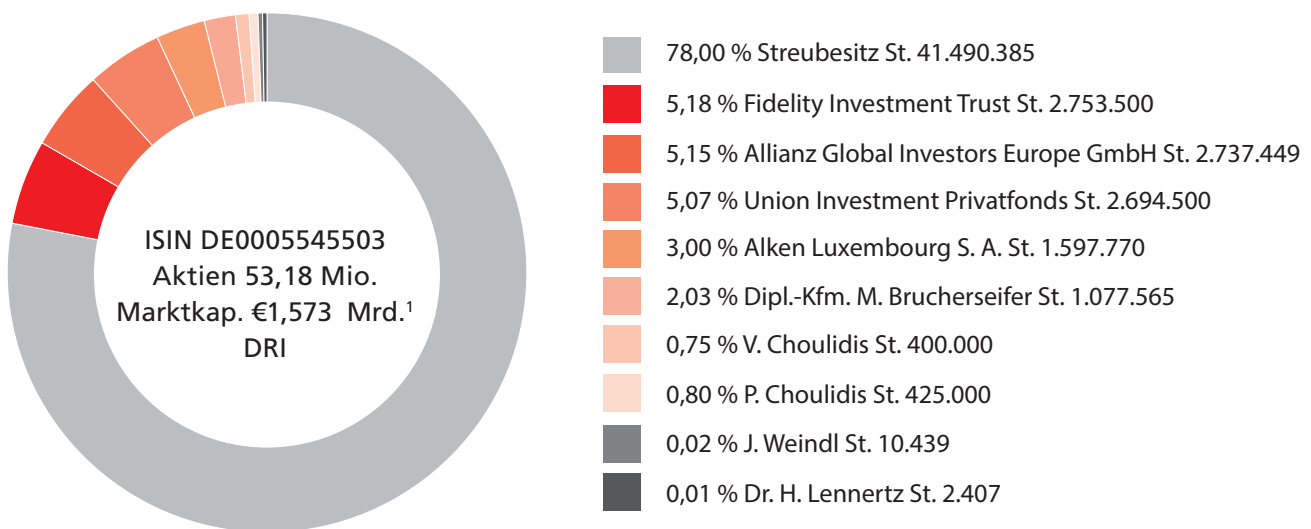 ISIN DE0005545503
Aktien 53,18 Mio.
Marktkap. €1,573 Mrd.¹
DRI
78,00 % Streubesitz St. 41.490.385
5,18 % Fidelity Investment Trust St. 2.753.500
5,15 % Allianz Global Investors Europe GmbH St. 2.737.449
5,07 % Union Investment Privatfonds St. 2.694.500
3,00 % Alken Luxembourg S. A. St. 1.597.770
2,03 % Dipl.-Kfm. M. Brucherseifer St. 1.077.565
0,75 % V. Choulidis St. 400.000
0,80 % P. Choulidis St. 425.000
0,02 % J. Weindl St. 10.439
0,01 % Dr. H. Lennertz St. 2.407